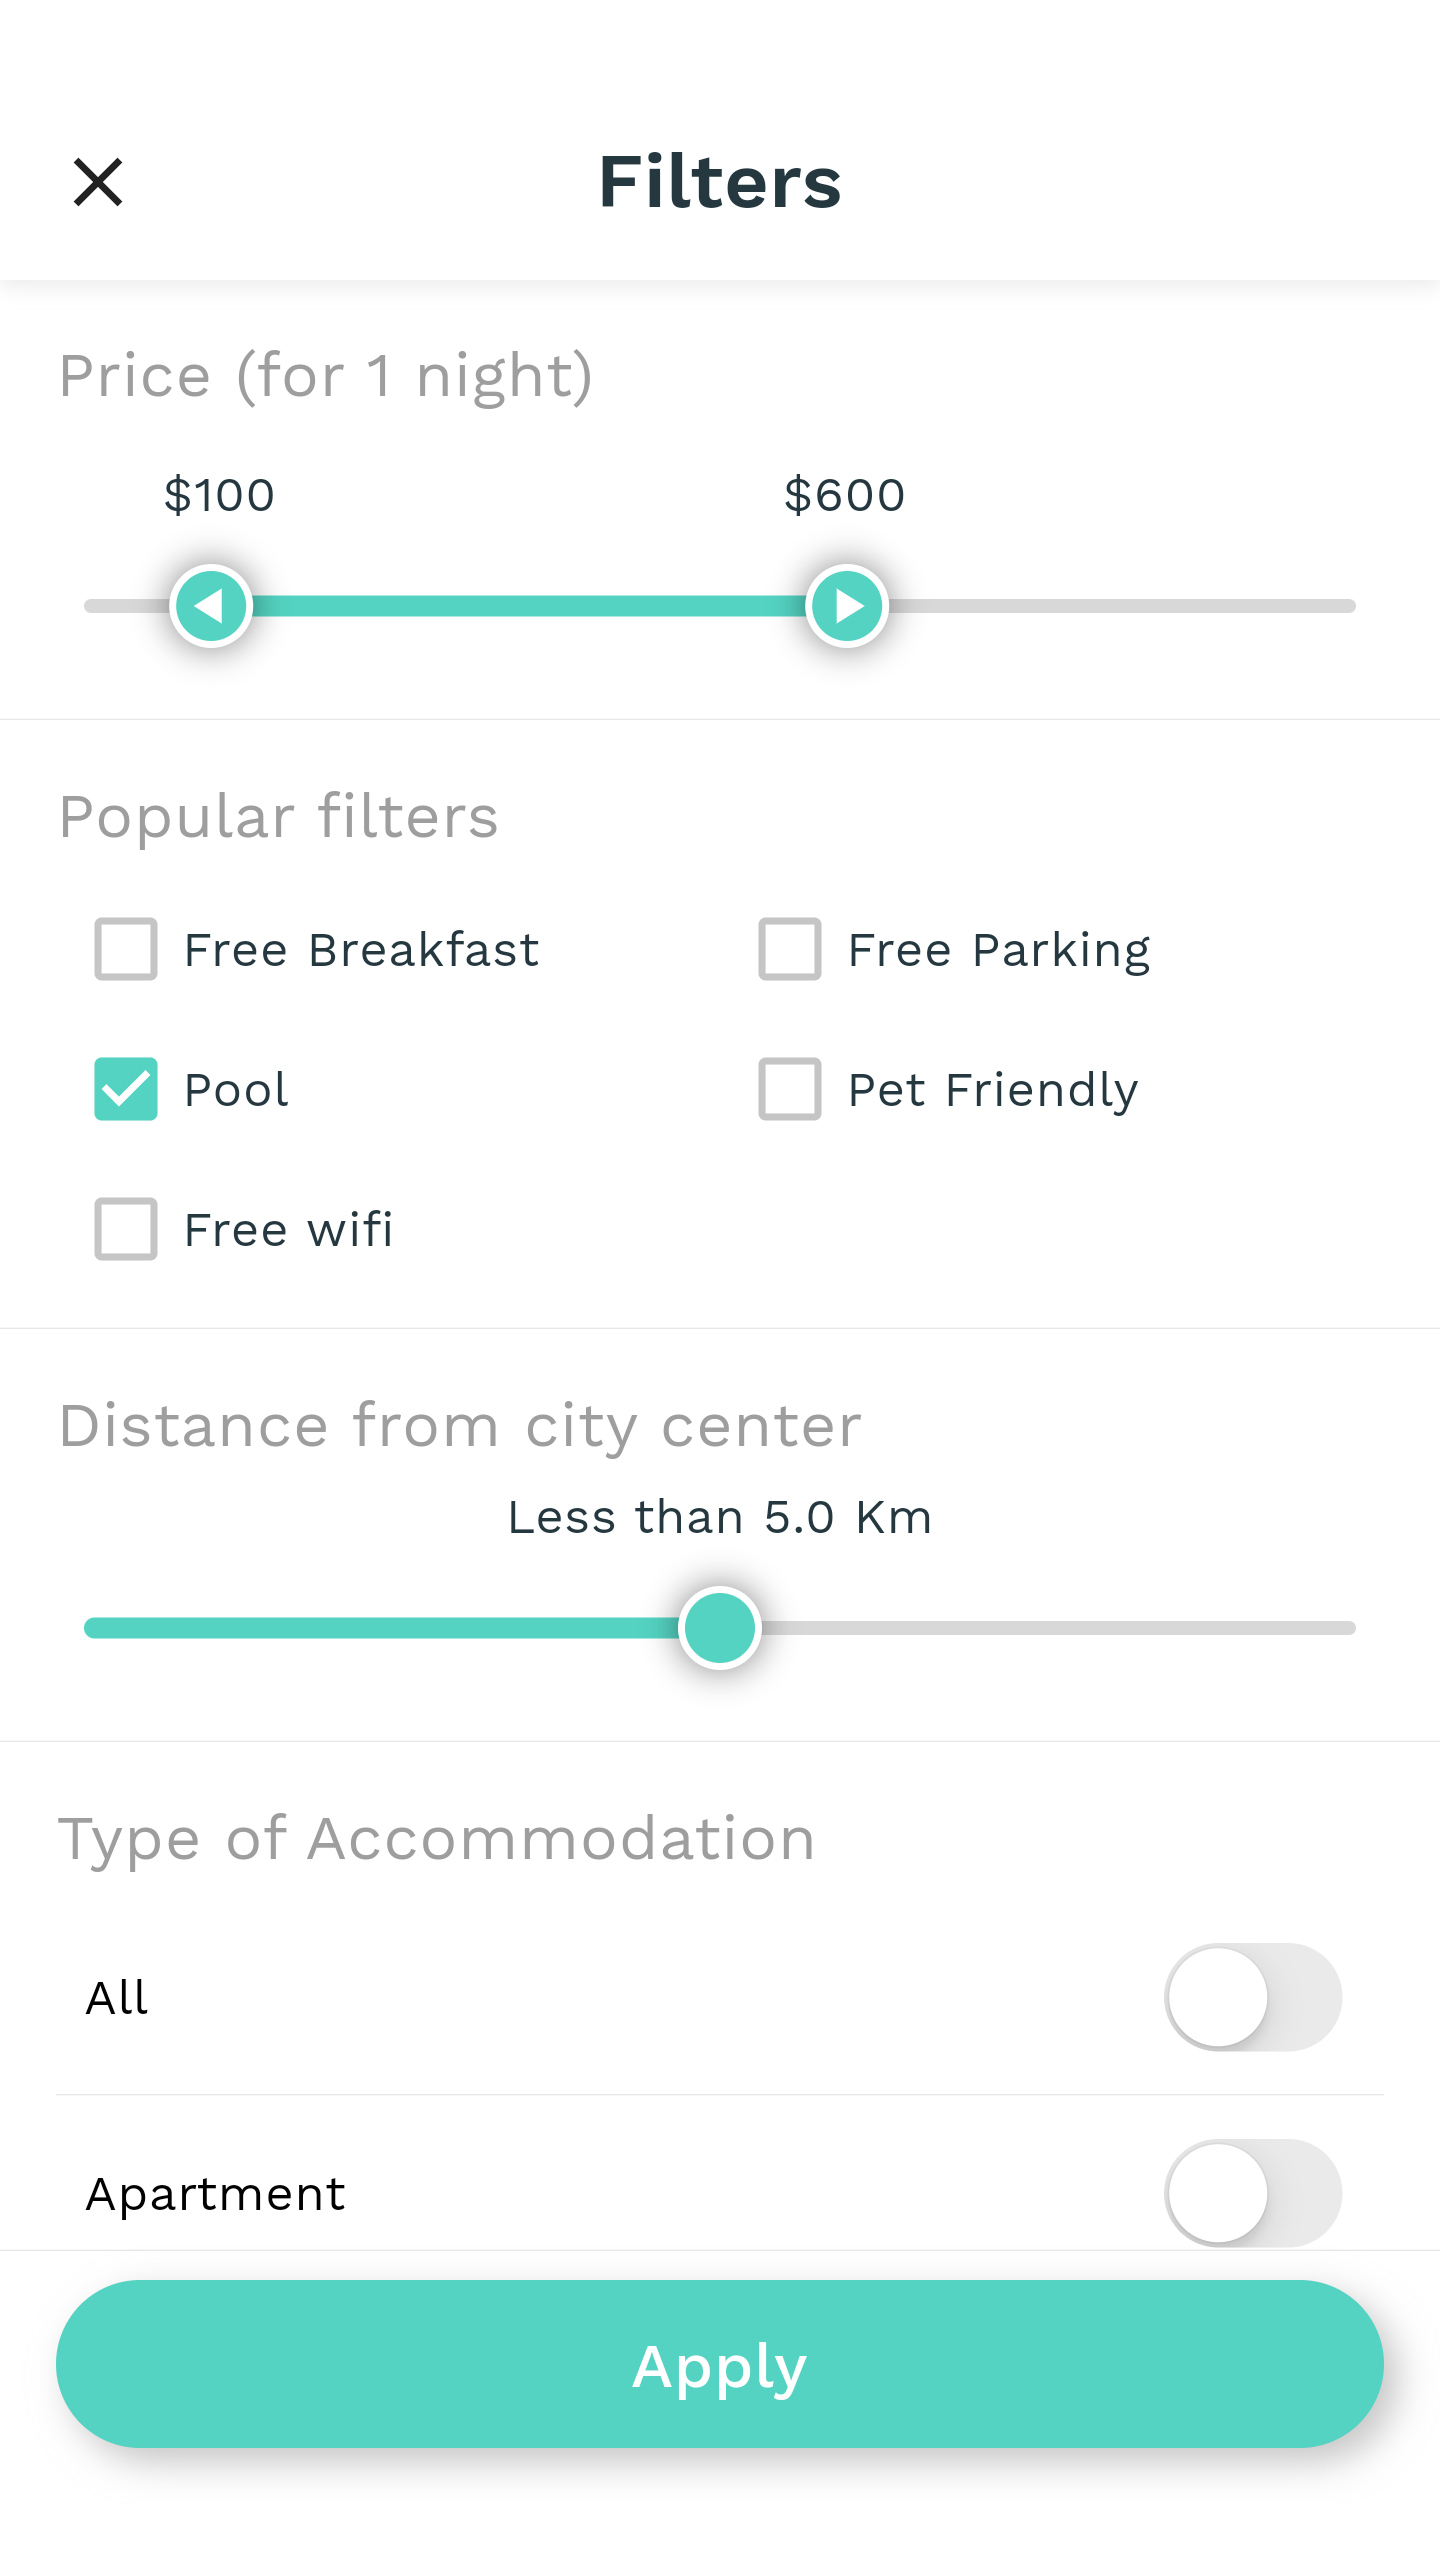 Filters
Price (for 1 night)
$100 $600
Popular filters
Free Breakfast Free Parking
Pool Pet Friendly
Free wifi
Distance from city center
Less than 5.0 Km
Type of Accommodation
All
Apartment
Apply